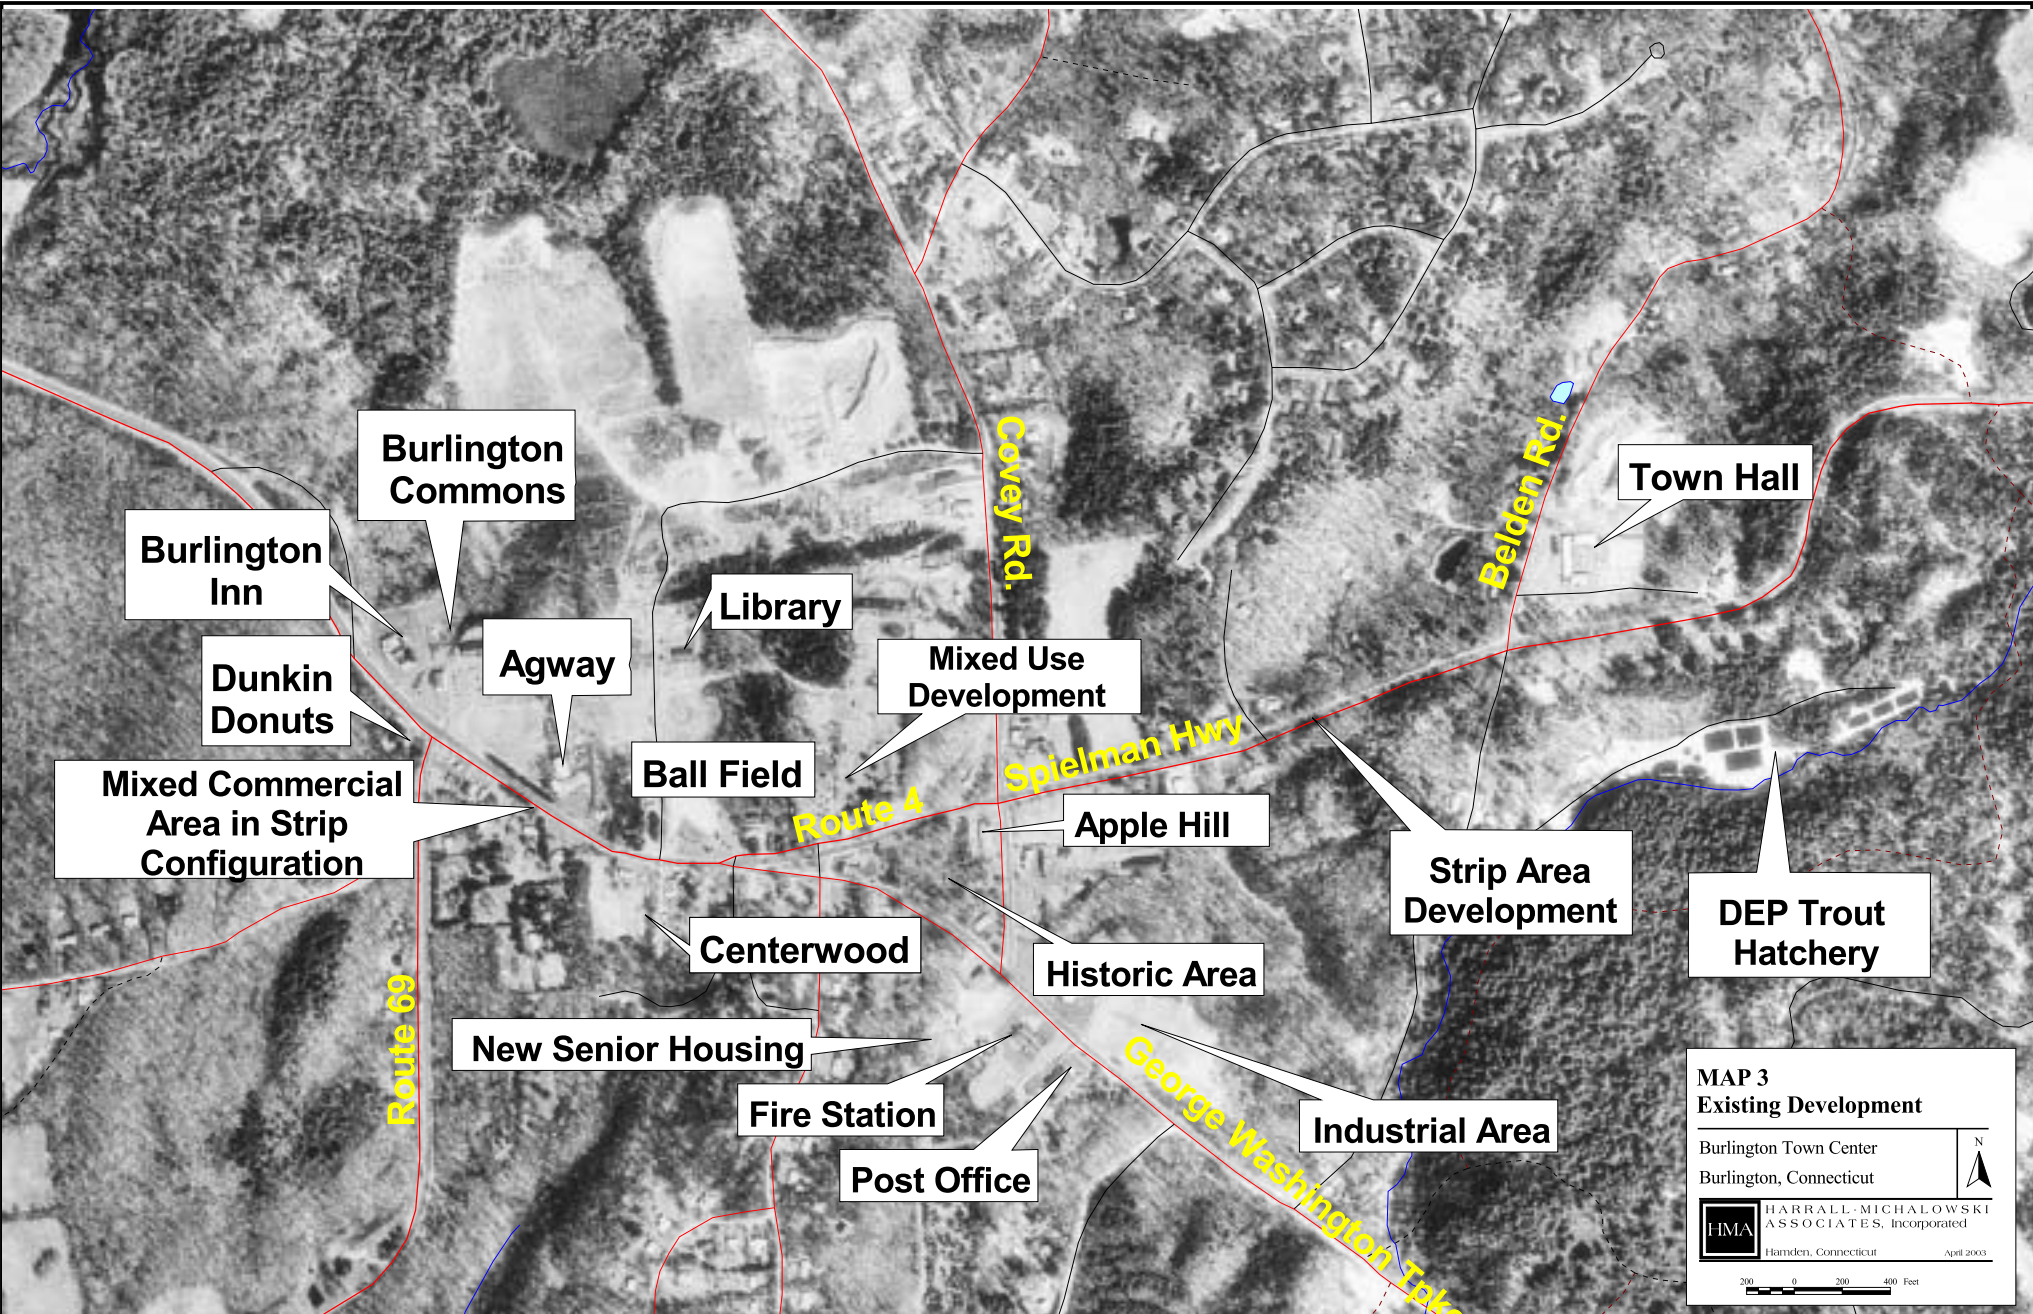 Covey Rd.
Belden Rd.
Burlington
Commons
Town Hall
Burlington
Inn
Library
Agway
Mixed Use
Development
Dunkin
Donuts
Spielman Hwy
Ball Field
Mixed Commercial
Area in Strip
Configuration
Route 4
Apple Hill
Strip Area
Development
DEP Trout
Hatchery
Centerwood
Historic Area
Route 69
New Senior Housing
Fire Station
George Washington Tpke
Industrial Area
Post Office
MAP 3
Existing Development
Burlington Town Center
Burlington, Connecticut
N
HMA
HARRALL-MICHALOWSKI
ASSOCIATES, Incorporated
Hamden, Connecticut April 2003
200 0 200 400 Feet